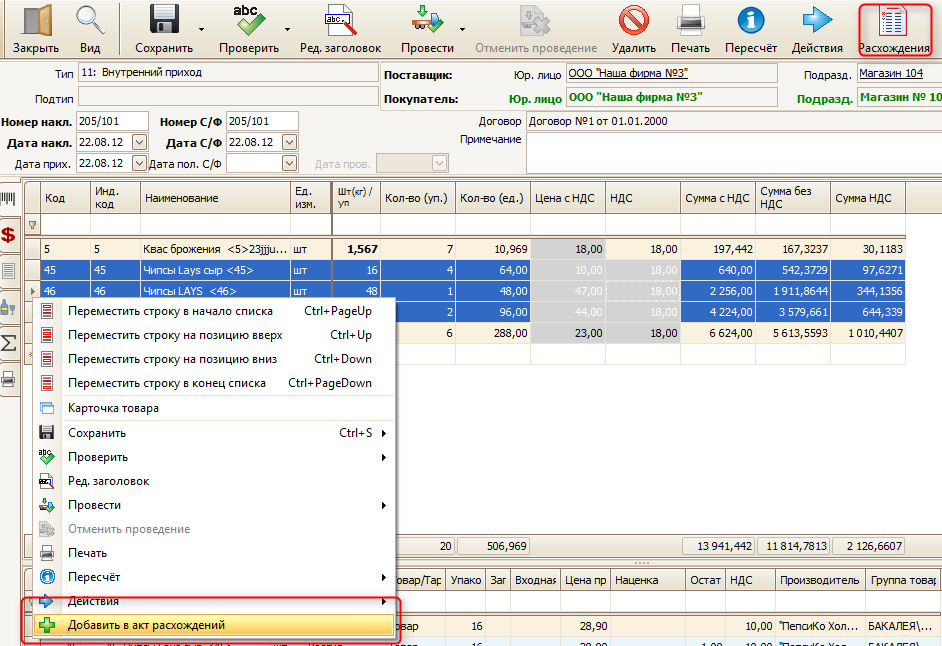 Закрыть Вид Сохранить Проверить Ред. заголовок Провести Отменить проведение Удалить Печать Пересчёт Действия Расхождения
Тип 11: Внутренний приход Поставщик: Юр. лицо ООО "Наша фирма №3" Подразд. Магазин 104
Подтип Покупатель: Юр. лицо ООО "Наша фирма №3" Подразд. Магазин № 10
Номер накл. 205/101 Номер С/Ф 205/101 Договор Договор №1 от 01.01.2000
Дата накл. 22.08.12 Дата С/Ф 22.08.12 Примечание
Дата прих. 22.08.12 Дата пол. С/Ф Дата пров.
Код Инд. код Наименование Ед. изм. Шт(кг) / уп Кол-во (уп.) Кол-во (ед.) Цена с НДС НДС Сумма с НДС Сумма без НДС Сумма НДС
5 5 Квас брожения <5>23jjju... шт 1,567 7 10,969 18,00 18,00 197,442 167,3237 30,1183
45 45 Чипсы Lays сыр <45> шт 16 4 64,00 10,00 18,00 640,00 542,3729 97,6271
46 46 Чипсы LAYS <46> шт 48 1 48,00 47,00 18,00 2 256,00 1 911,8644 344,1356
2 96,00 44,00 18,00 4 224,00 3 579,661 644,339
6 288,00 23,00 18,00 6 624,00 5 613,5593 1 010,4407
Переместить строку в начало списка Ctrl+PageUp
Переместить строку на позицию вверх Ctrl+Up
Переместить строку на позицию вниз Ctrl+Down
Переместить строку в конец списка Ctrl+PageDown
Карточка товара
Сохранить Ctrl+S
Проверить
Ред. заголовок
Провести
Отменить проведение
Печать
Пересчёт
Действия
Добавить в акт расхождений
20 506,969 13 941,442 11 814,7813 2 126,6607
овар/Тар Упако Заг Входная Цена пр Наценка Остат НДС Производитель Группа товар
овар 16 28,90 10,00 "ПепсиКо Хол... БАКАЛЕЯ\...